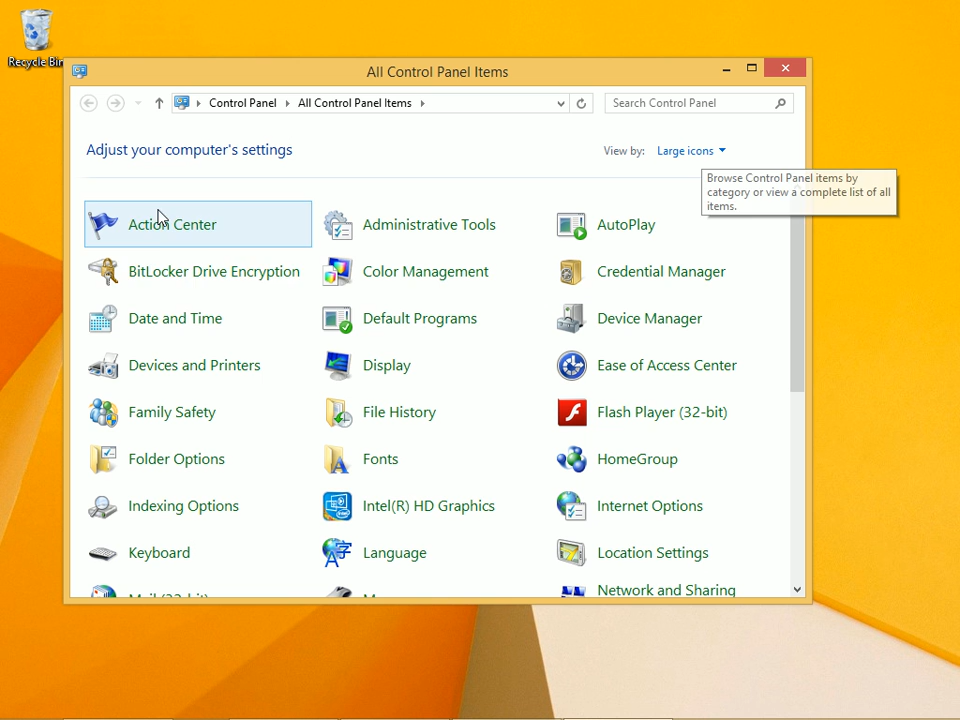 Recycle Bin
All Control Panel Items
Control Panel
All Control Panel Items
Search Control Panel
Adjust your computer's settings
View by: Large icons
Browse Control Panel items by
category or view a complete list of all
items.
Action Center
Administrative Tools
AutoPlay
BitLocker Drive Encryption
Color Management
Credential Manager
Date and Time
Default Programs
Device Manager
Devices and Printers
Display
Ease of Access Center
Family Safety
File History
Flash Player (32-bit)
Folder Options
Fonts
HomeGroup
Indexing Options
Intel(R) HD Graphics
Internet Options
Keyboard
Language
Location Settings
Mail (32-bit)
Network and Sharing